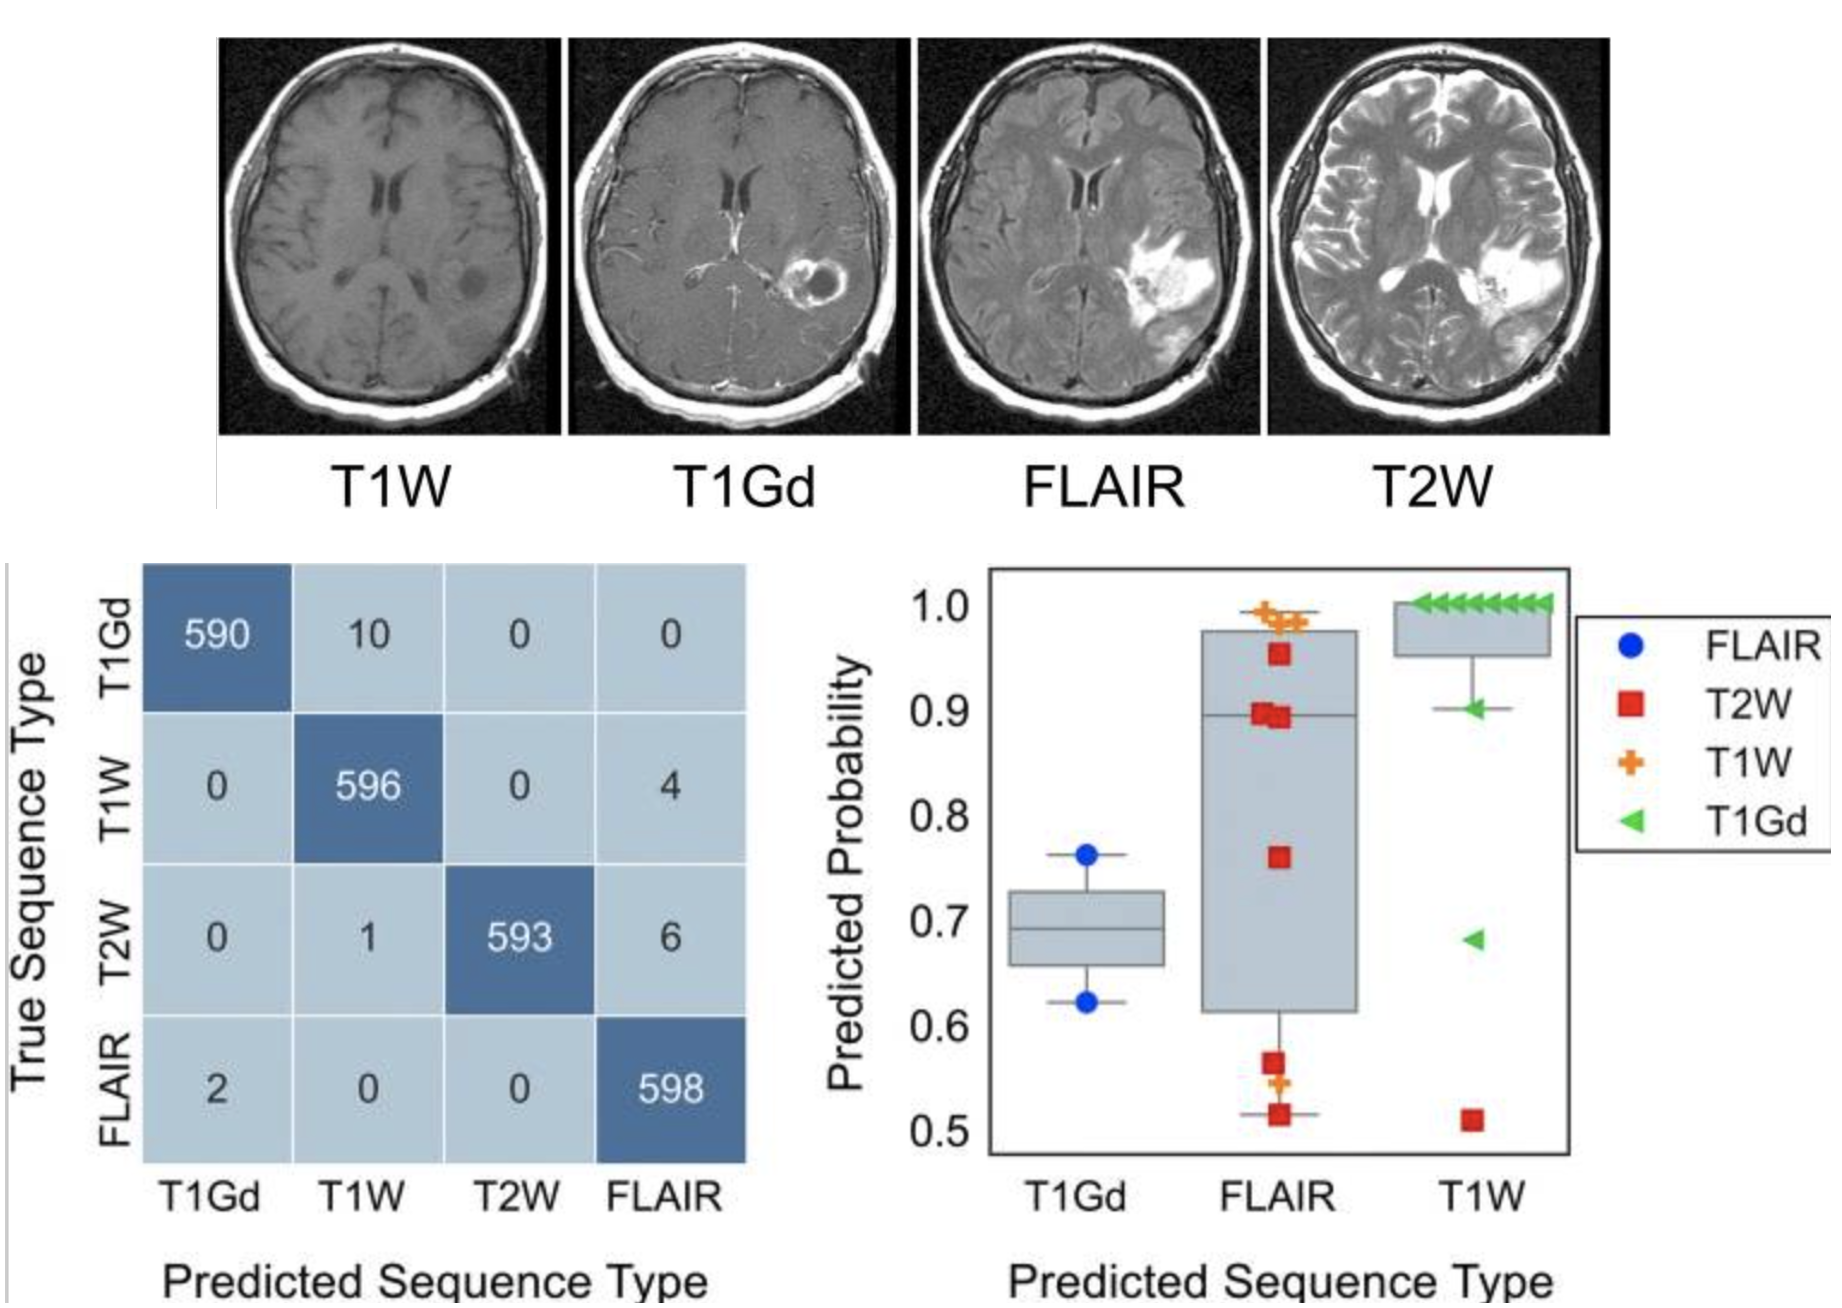 T1W T1Gd FLAIR T2W
True Sequence Type
T1Gd 590 10 0 0
T1W 0 596 0 4
T2W 0 1 593 6
FLAIR 2 0 0 598
T1Gd T1W T2W FLAIR
Predicted Sequence Type
Predicted Probability
1.0
0.9
0.8
0.7
0.6
0.5
T1Gd FLAIR T1W
Predicted Sequence Type
FLAIR
T2W
T1W
T1Gd